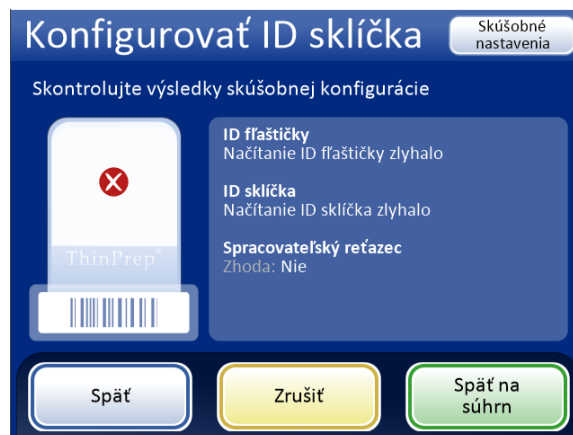 Konfigurovať ID sklíčka
Skúšobné
nastavenia
Skontrolujte výsledky skúšobnej konfigurácie
ID fľaštičky
Načítanie ID fľaštičky zlyhalo
ID sklíčka
Načítanie ID sklíčka zlyhalo
Spracovateľský reťazec
Zhoda: Nie
ThinPrep®
Späť
Zrušiť
Späť na
súhrn